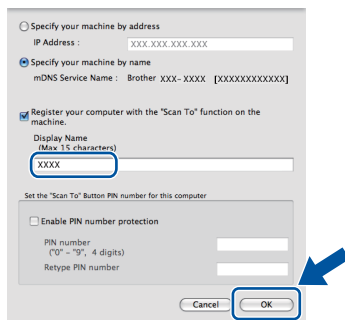 Specify your machine by address
IP Address : XXX.XXX.XXX.XXX
Specify your machine by name
mDNS Service Name : Brother XXX-XXXX [XXXXXXXXXXXX]
Register your computer with the "Scan To" function on the
machine.
Display Name
(Max 15 characters)
XXXX
Set the "Scan To" Button PIN number for this computer
Enable PIN number protection
PIN number
("0" – "9", 4 digits)
Retype PIN number
Cancel OK